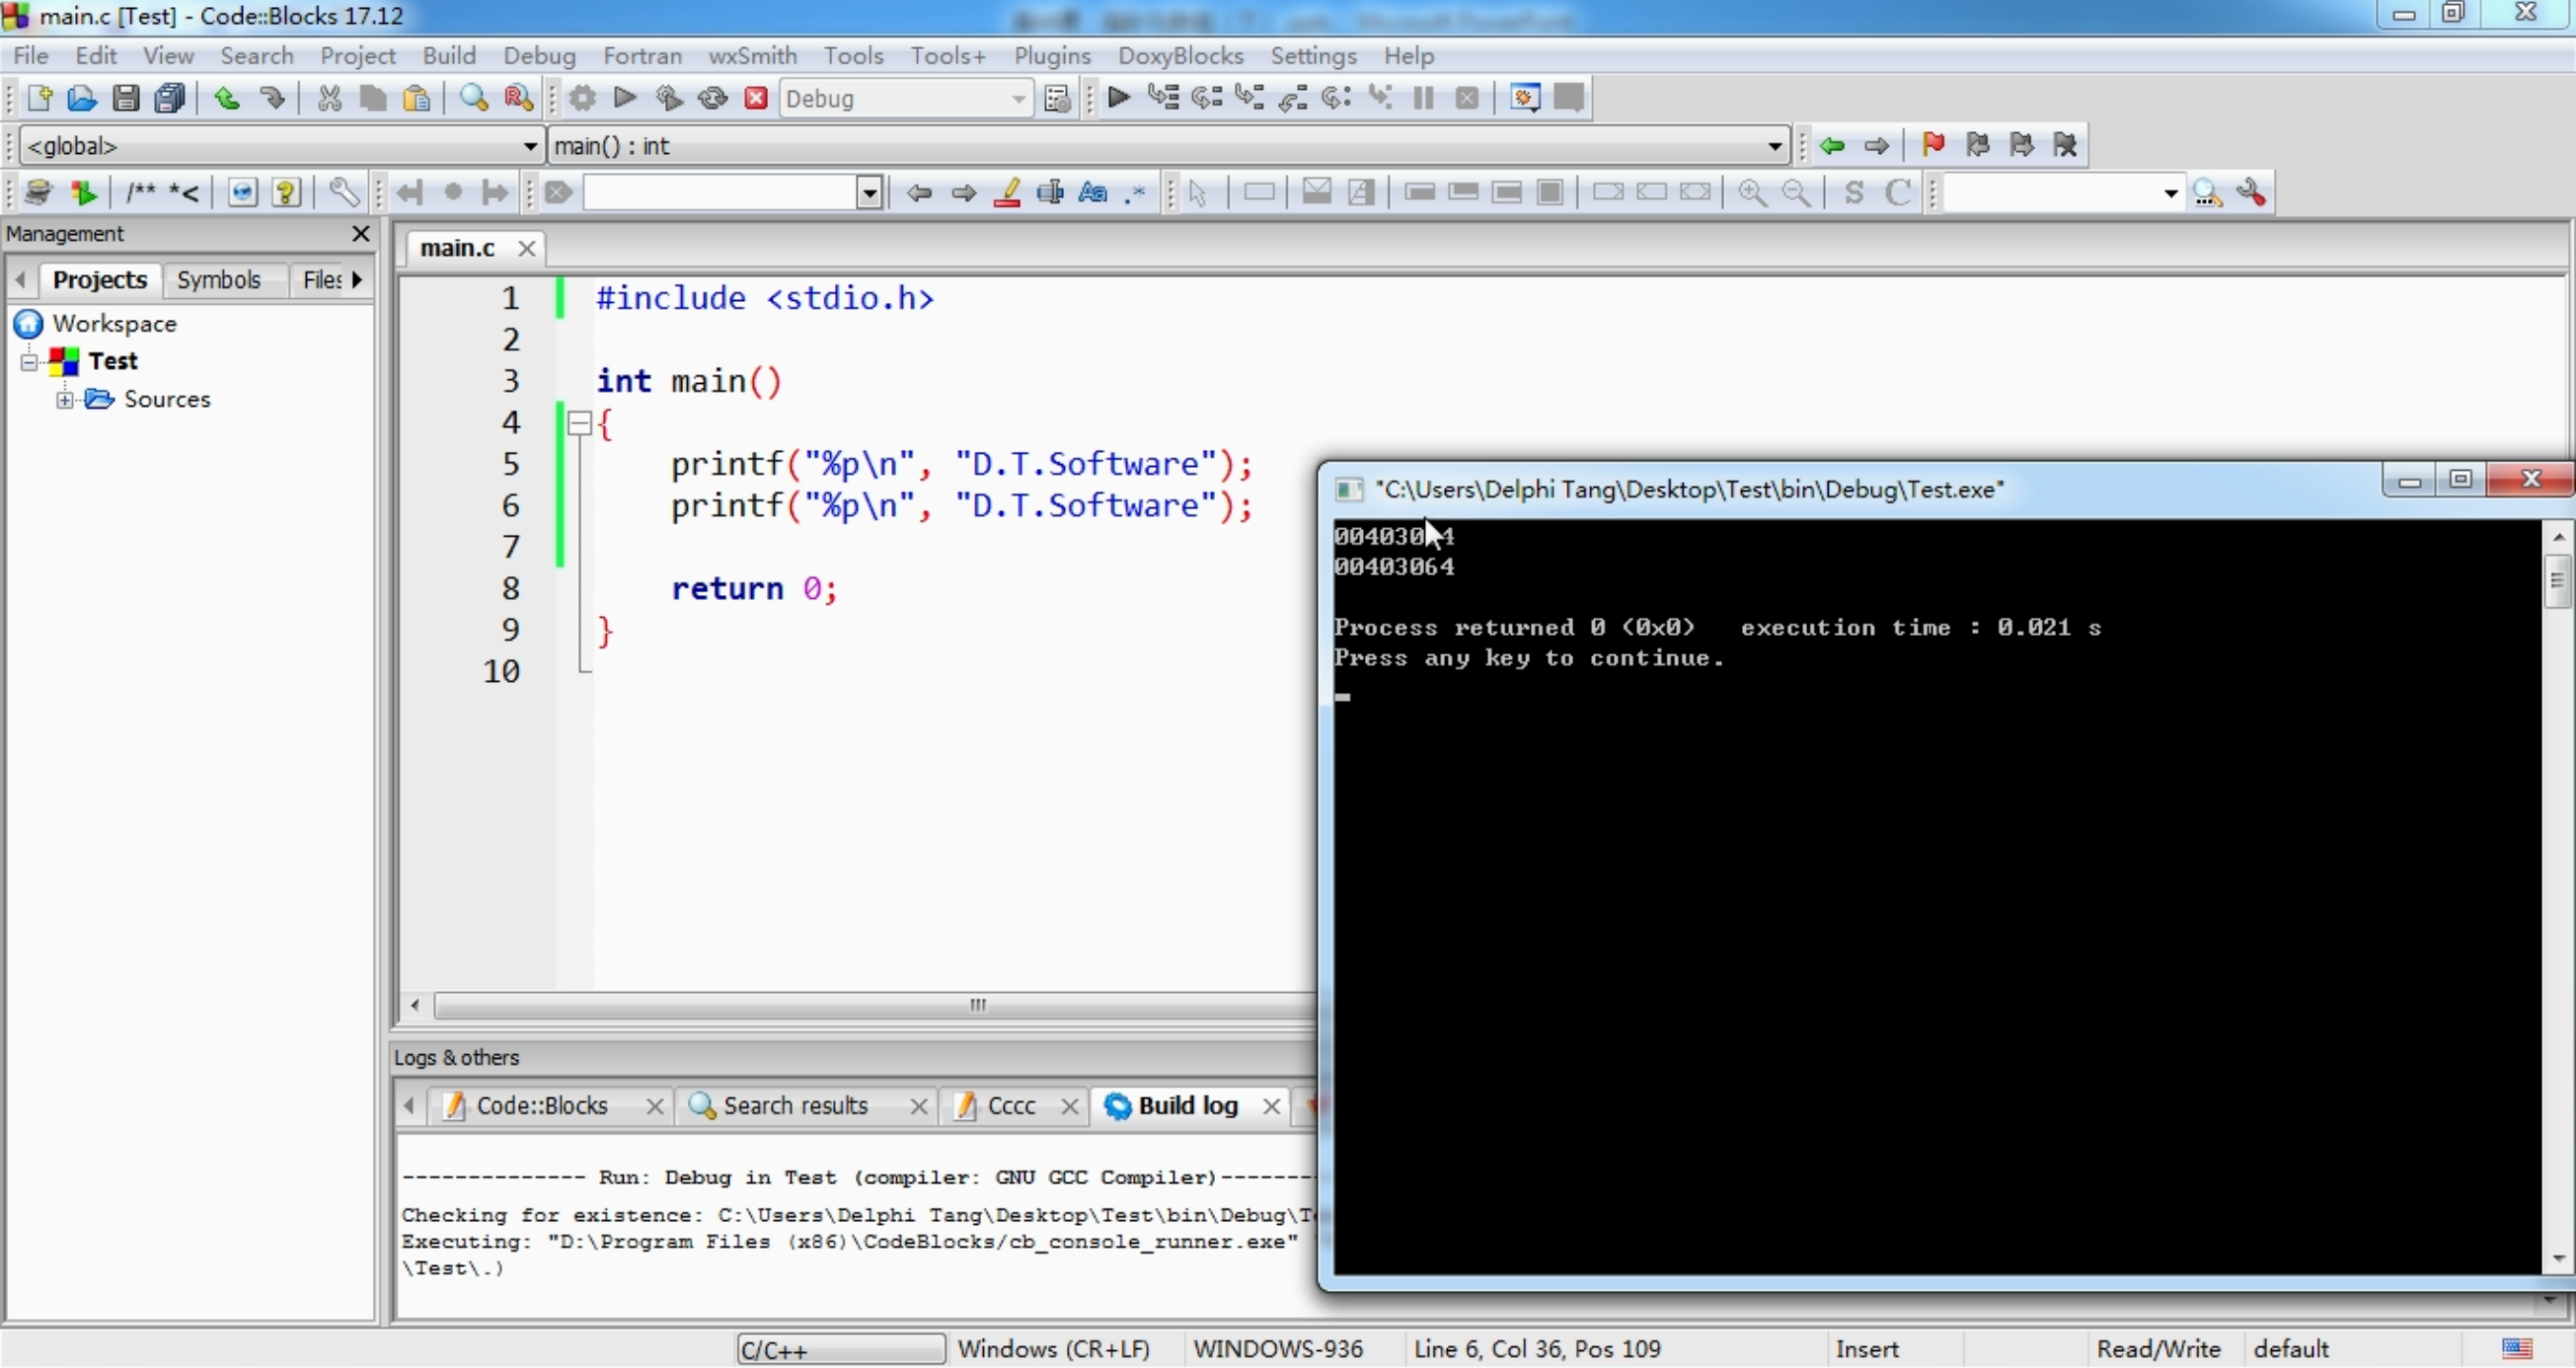 main.c [Test] - Code::Blocks 17.12
File Edit View Search Project Build Debug Fortran wxSmith Tools Tools+ Plugins DoxyBlocks Settings Help
Debug
<global> main() : int
/** *<
Aa .*
S C
Management
Projects Symbols Files
Workspace
Test
Sources
main.c
1 #include <stdio.h>
2
3 int main()
4 {
5 printf("%p\n", "D.T.Software");
6 printf("%p\n", "D.T.Software");
7
8 return 0;
9 }
10
"C:\Users\Delphi Tang\Desktop\Test\bin\Debug\Test.exe"
00403064
Process returned 0 (0x0) execution time : 0.021 s
Press any key to continue.
Logs & others
Code::Blocks Search results Cccc Build log
-------------- Run: Debug in Test (compiler: GNU GCC Compiler)-------
Checking for existence: C:\Users\Delphi Tang\Desktop\Test\bin\Debug\Te
Executing: "D:\Program Files (x86)\CodeBlocks/cb_console_runner.exe"
\Test\.)
C/C++ Windows (CR+LF) WINDOWS-936 Line 6, Col 36, Pos 109 Insert Read/Write default